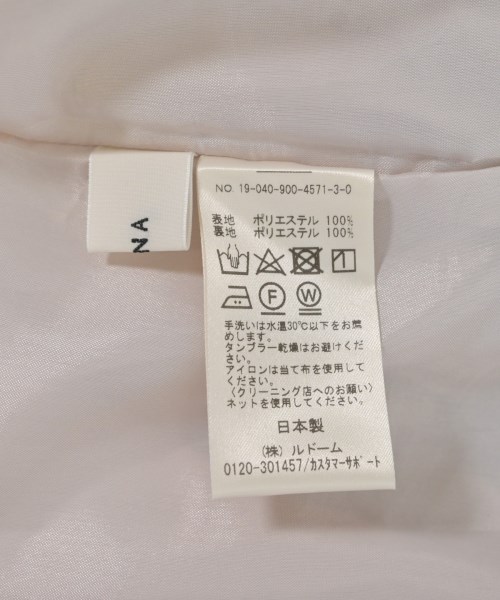 NA
NO. 19-040-900-4571-3-0
表地 ポリエステル 100%
裏地 ポリエステル 100%
F W
手洗いは水温30℃以下をお薦
めします。
タンブラー乾燥はお避けくだ
さい。
アイロンは当て布を使用して
てください。
〈クリーニング店へのお願い〉
ネットを使用してください。
日本製
(株) ルドーム
0120-301457/カスタマーサポート